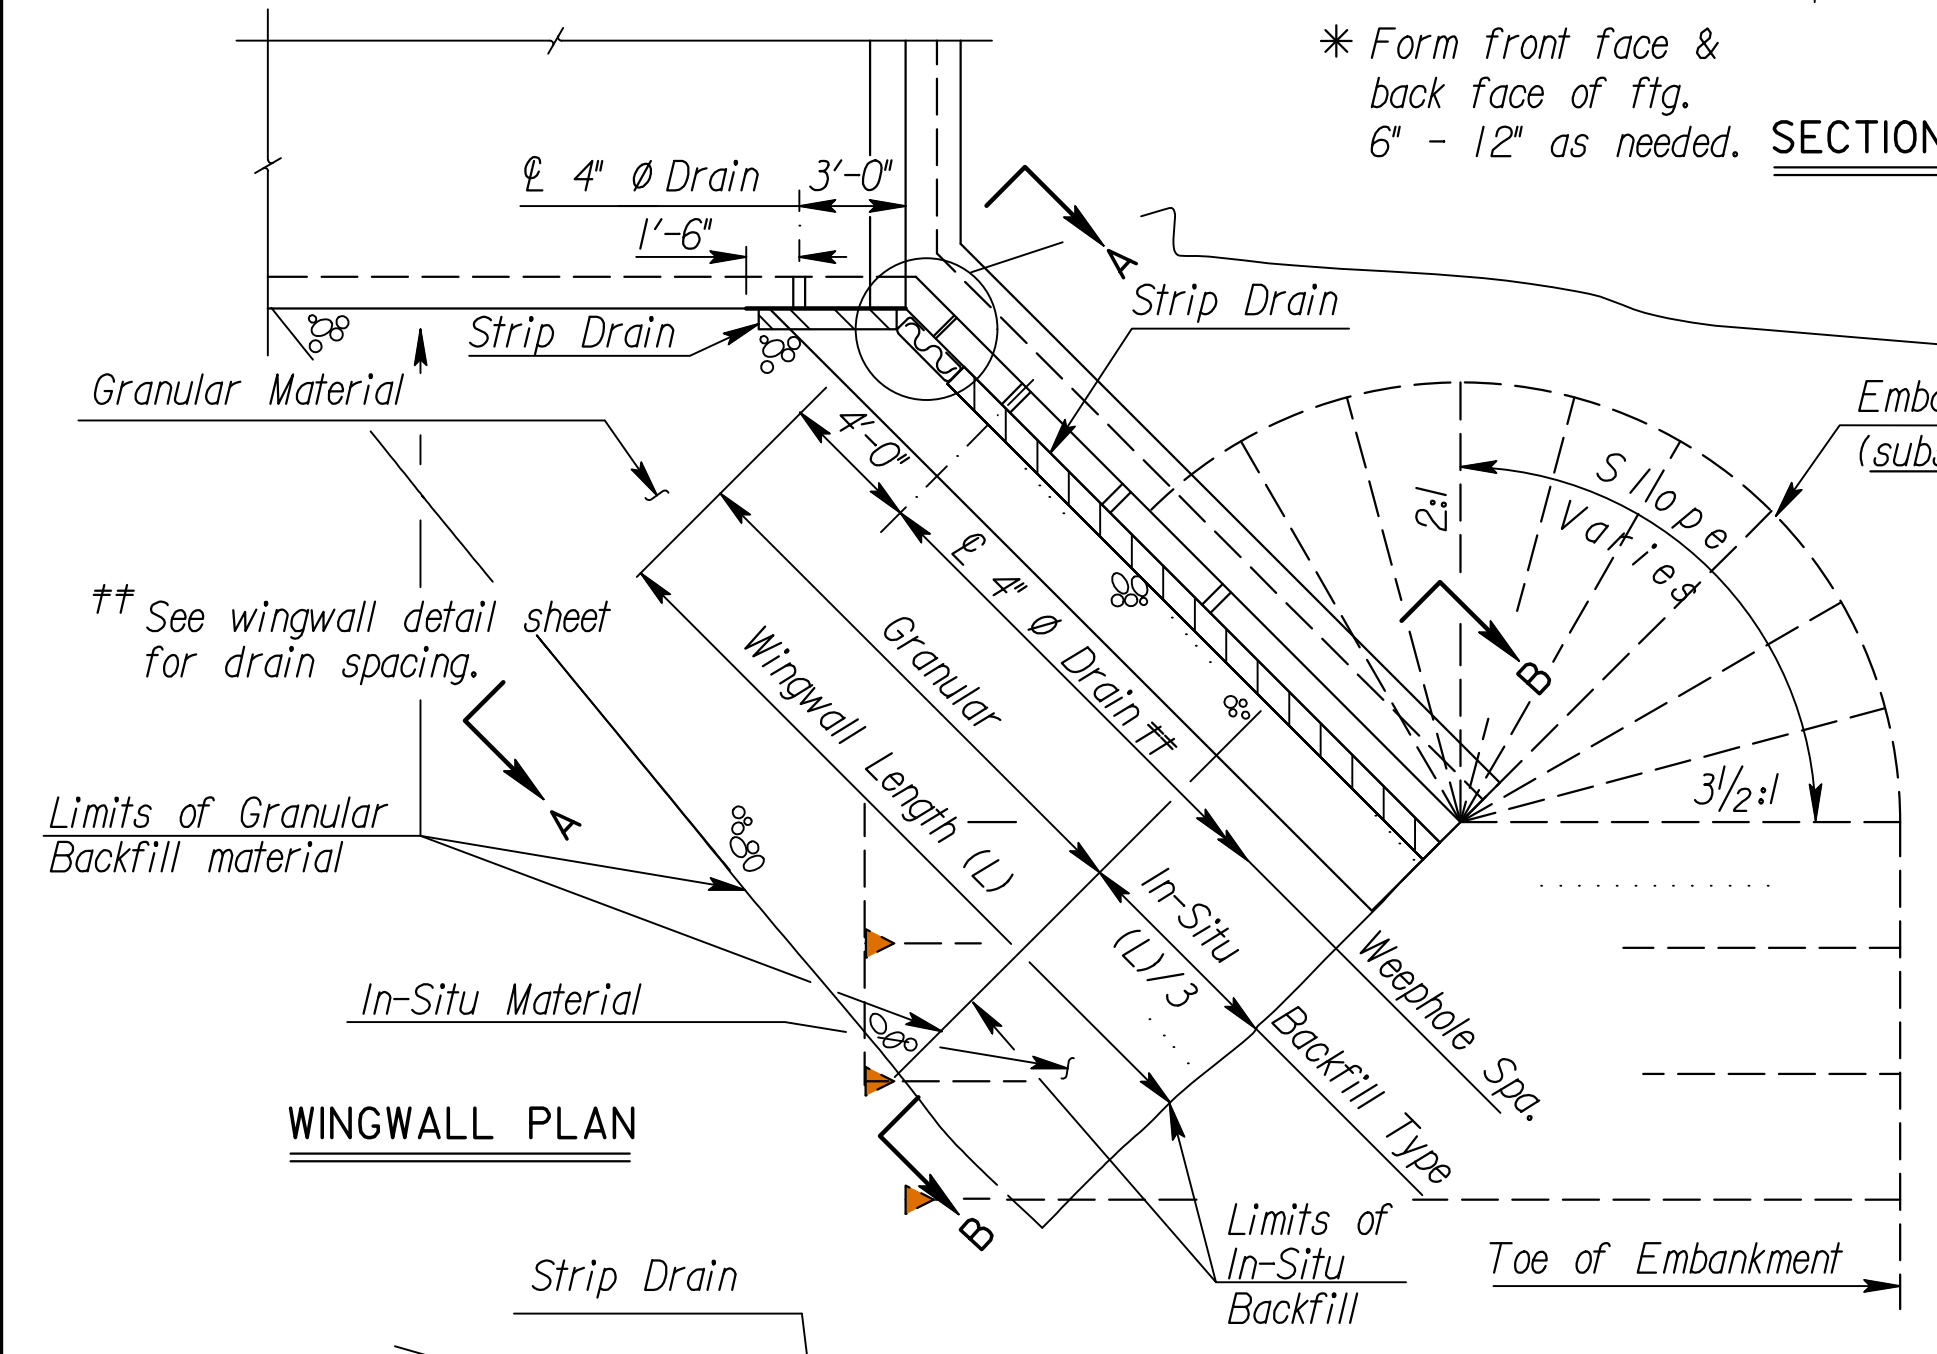 * Form front face &
back face of ftg.
6" - 12" as needed.
SECTION
℄ 4" Ø Drain
3'-0"
1'-6"
A
Strip Drain
Strip Drain
Granular Material
4'-0"
Slope
Varies
2:1
(subs
‡‡ See wingwall detail sheet
for drain spacing.
℄ 4" Ø Drain ‡‡
Granular
Wingwall Length (L)
B
3½:1
Limits of Granular
Backfill material
A
In-Situ
(L)/3
Weephole Spa.
In-Situ Material
Backfill Type
WINGWALL PLAN
B
Limits of
In-Situ
Backfill
Toe of Embankment
Strip Drain